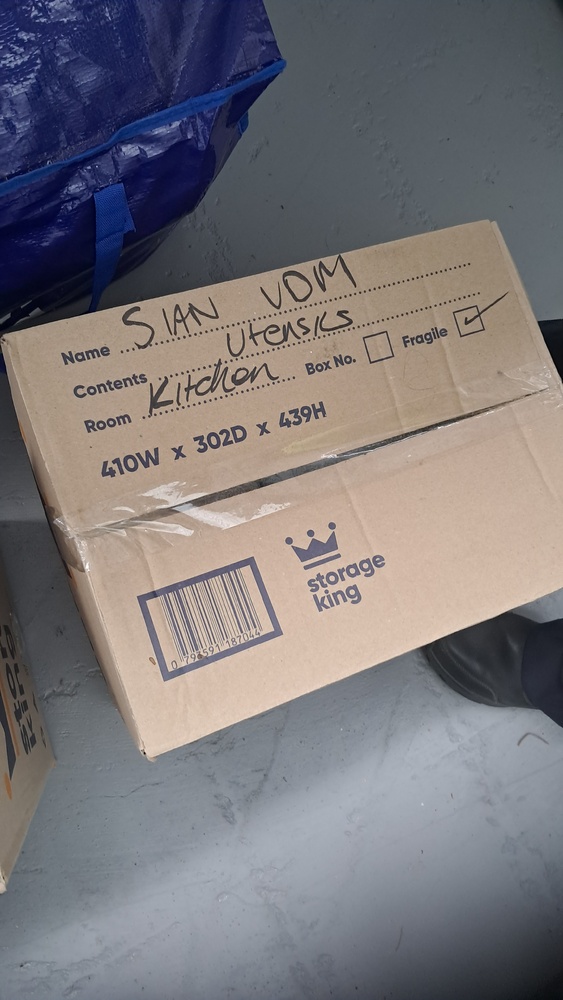 Name SIAN VDM
Contents Utensils
Room Kitchen Box No. Fragile
410W x 302D x 439H
storage
king